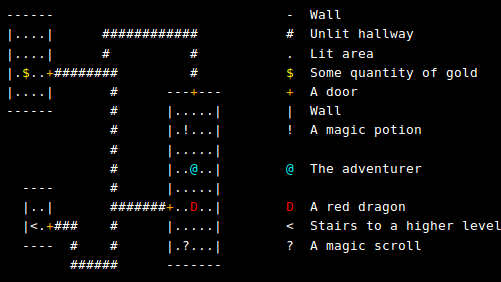 ------                             -  Wall
|....|      ############           #  Unlit hallway
|....|      #          #           .  Lit area
|.$..+########         #           $  Some quantity of gold
|....|       #      ---+---        +  A door
------       #      |.....|        |  Wall
             #      |.!...|        !  A magic potion
             #      |.....|
             #      |..@..|        @  The adventurer
  ----       #      |.....|
  |..|       #######+..D..|        D  A red dragon
  |<.+###    #      |.....|        <  Stairs to a higher level
  ----  #    #      |.?...|        ?  A magic scroll
        ######      -------